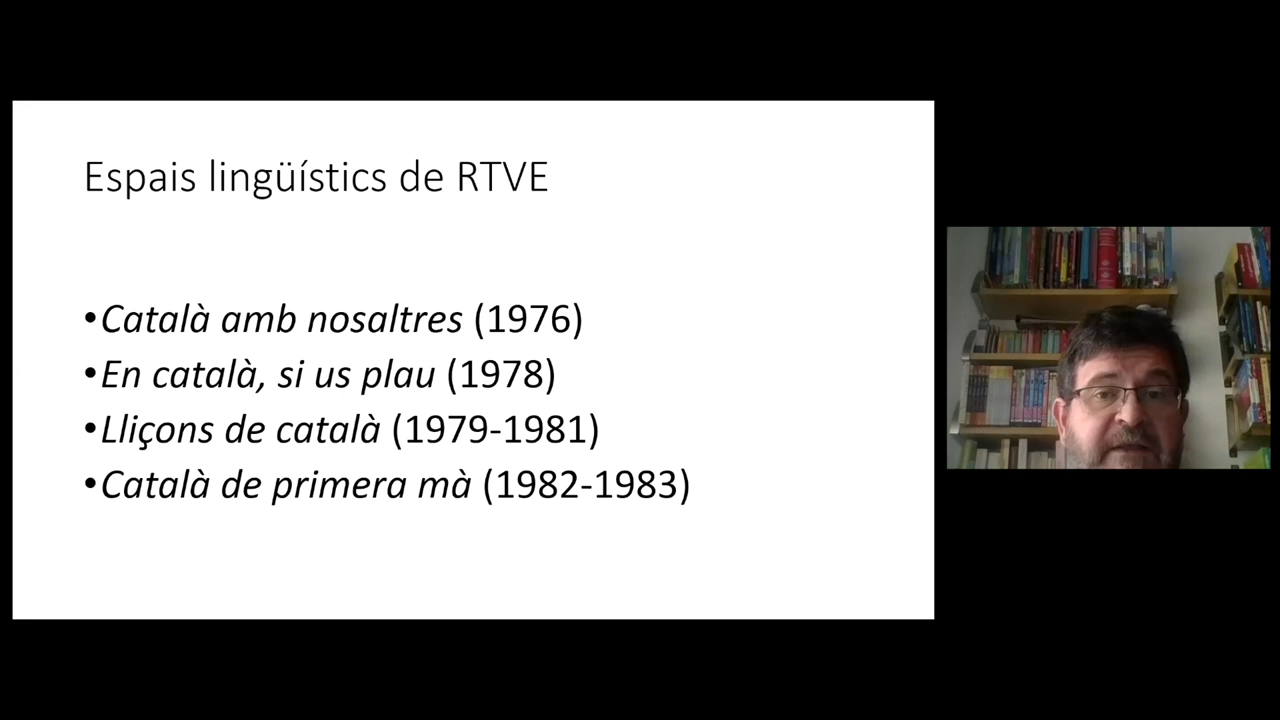 Espais lingüístics de RTVE
•Català amb nosaltres (1976)
•En català, si us plau (1978)
•Lliçons de català (1979-1981)
•Català de primera mà (1982-1983)